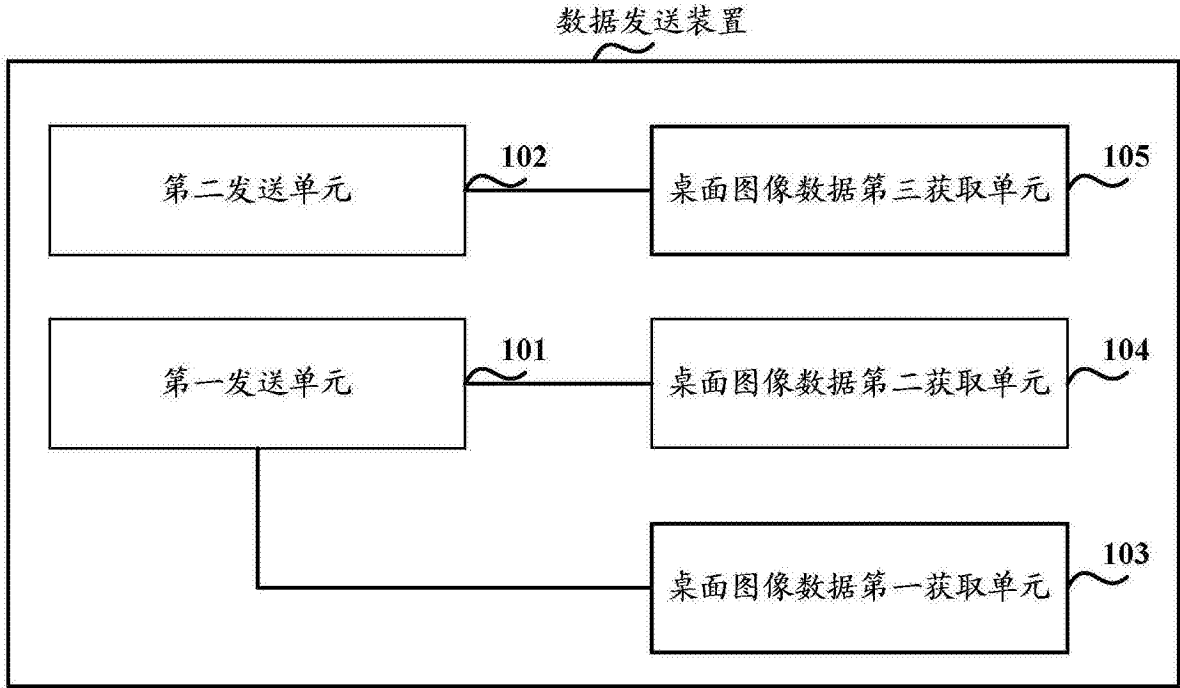 数据发送装置
第二发送单元
102
桌面图像数据第三获取单元
105
第一发送单元
101
桌面图像数据第二获取单元
104
桌面图像数据第一获取单元
103